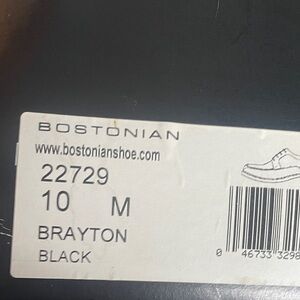 BOSTONIAN
www.bostonianshoe.com
22729
10 M
BRAYTON
BLACK
0 46733 3298